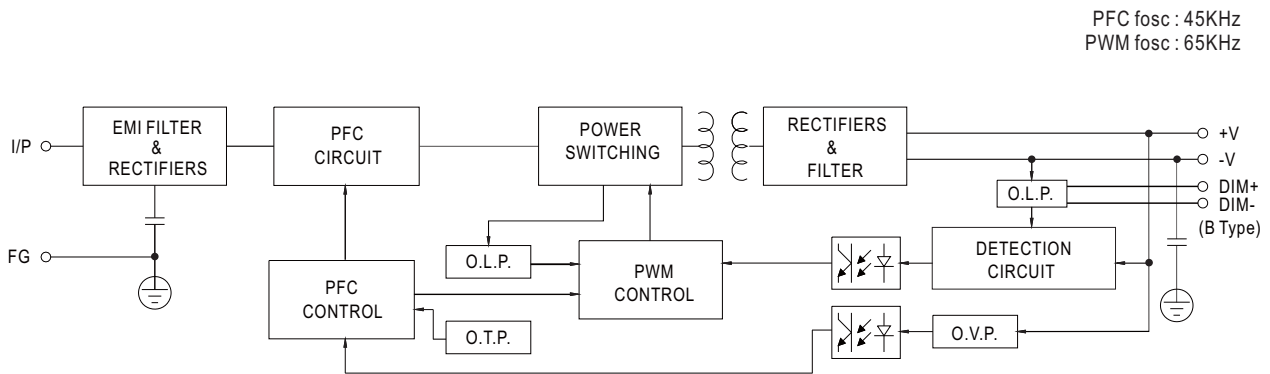 PFC fosc : 45KHz
PWM fosc : 65KHz
I/P
EMI FILTER
&
RECTIFIERS
PFC
CIRCUIT
POWER
SWITCHING
RECTIFIERS
&
FILTER
+V
-V
O.L.P.
DIM+
DIM-
(B Type)
FG
PFC
CONTROL
O.L.P.
PWM
CONTROL
DETECTION
CIRCUIT
O.T.P.
O.V.P.